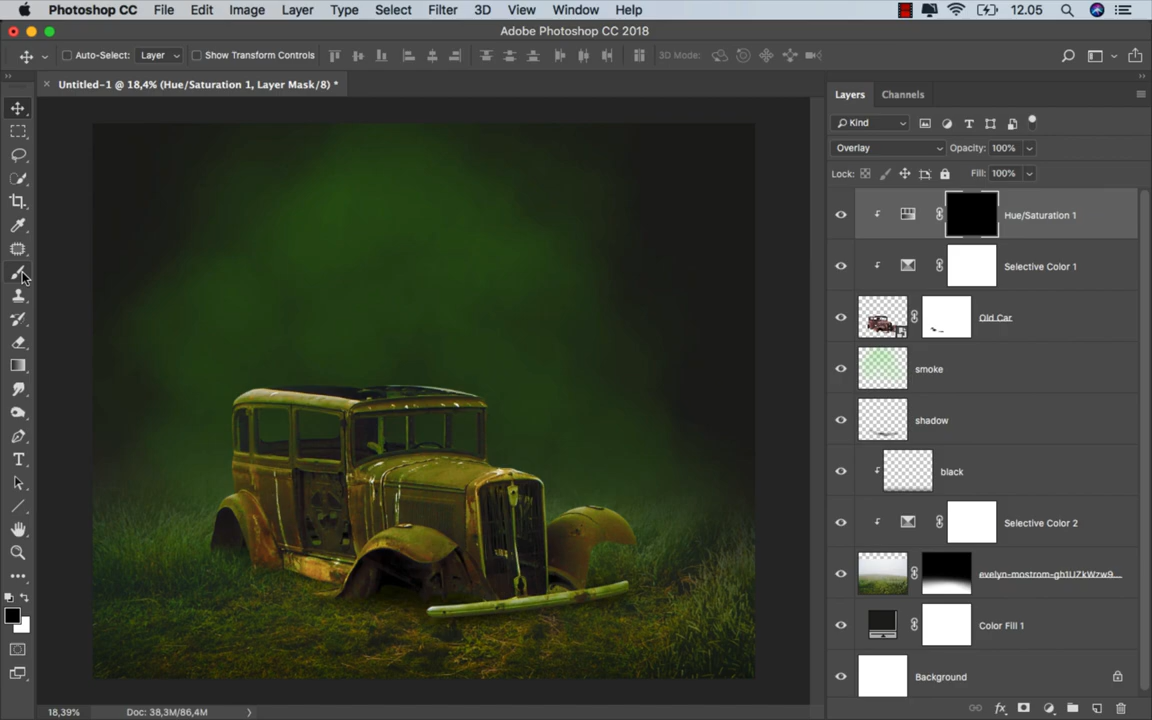 Photoshop CC File Edit Image Layer Type Select Filter 3D View Window Help 12.05
Adobe Photoshop CC 2018
Auto-Select: Layer Show Transform Controls 3D Mode:
Untitled-1 @ 18,4% (Hue/Saturation 1, Layer Mask/8) *
Layers Channels
Kind
Overlay Opacity: 100%
Lock: Fill: 100%
Hue/Saturation 1
Selective Color 1
Old Car
smoke
shadow
black
Selective Color 2
evelyn-mostrom-gh1UZkWzw9...
Color Fill 1
Background
18,39% Doc: 38,3M/86,4M